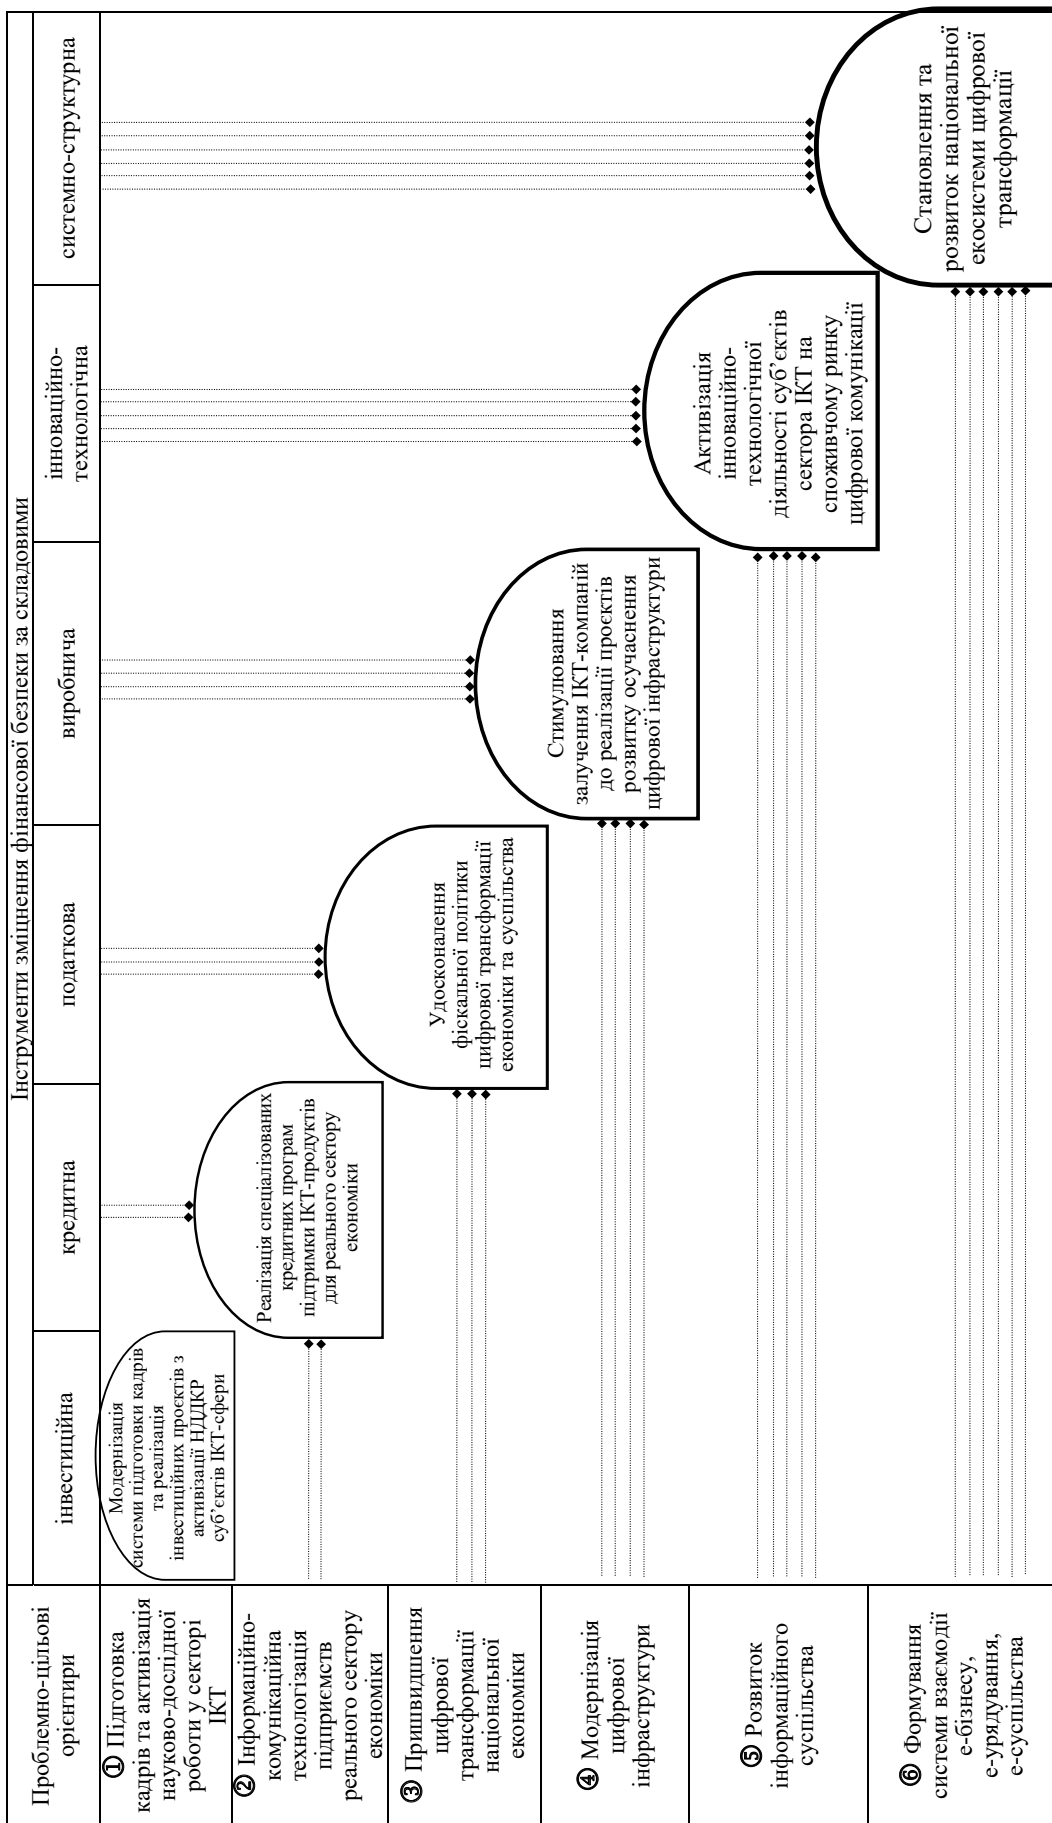 Проблемно-цільові
орієнтири
Інструменти зміцнення фінансової безпеки за складовими
інвестиційна
кредитна
податкова
виробнича
інноваційно-
технологічна
системно-структурна
① Підготовка
кадрів та активізація
науково-дослідної
роботи у секторі
ІКТ
Модернізація
системи підготовки кадрів
та реалізація
інвестиційних проєктів з
активізації НДДКР
суб’єктів ІКТ-сфери
② Інформаційно-
комунікаційна
технологізація
підприємств
реального сектору
економіки
Реалізація спеціалізованих
кредитних програм
підтримки ІКТ-продуктів
для реального сектору
економіки
③ Пришвидшення
цифрової
трансформації
національної
економіки
Удосконалення
фіскальної політики
цифрової трансформації
економіки та суспільства
④ Модернізація
цифрової
інфраструктури
Стимулювання
залучення ІКТ-компаній
до реалізації проєктів
розвитку осучаснення
цифрової інфраструктури
⑤ Розвиток
інформаційного
суспільства
Активізація
інноваційно-
технологічної
діяльності суб’єктів
сектора ІКТ на
споживчому ринку
цифрової комунікації
⑥ Формування
системи взаємодії
е-бізнесу,
е-урядування,
е-суспільства
Становлення та
розвиток національної
екосистеми цифрової
трансформації